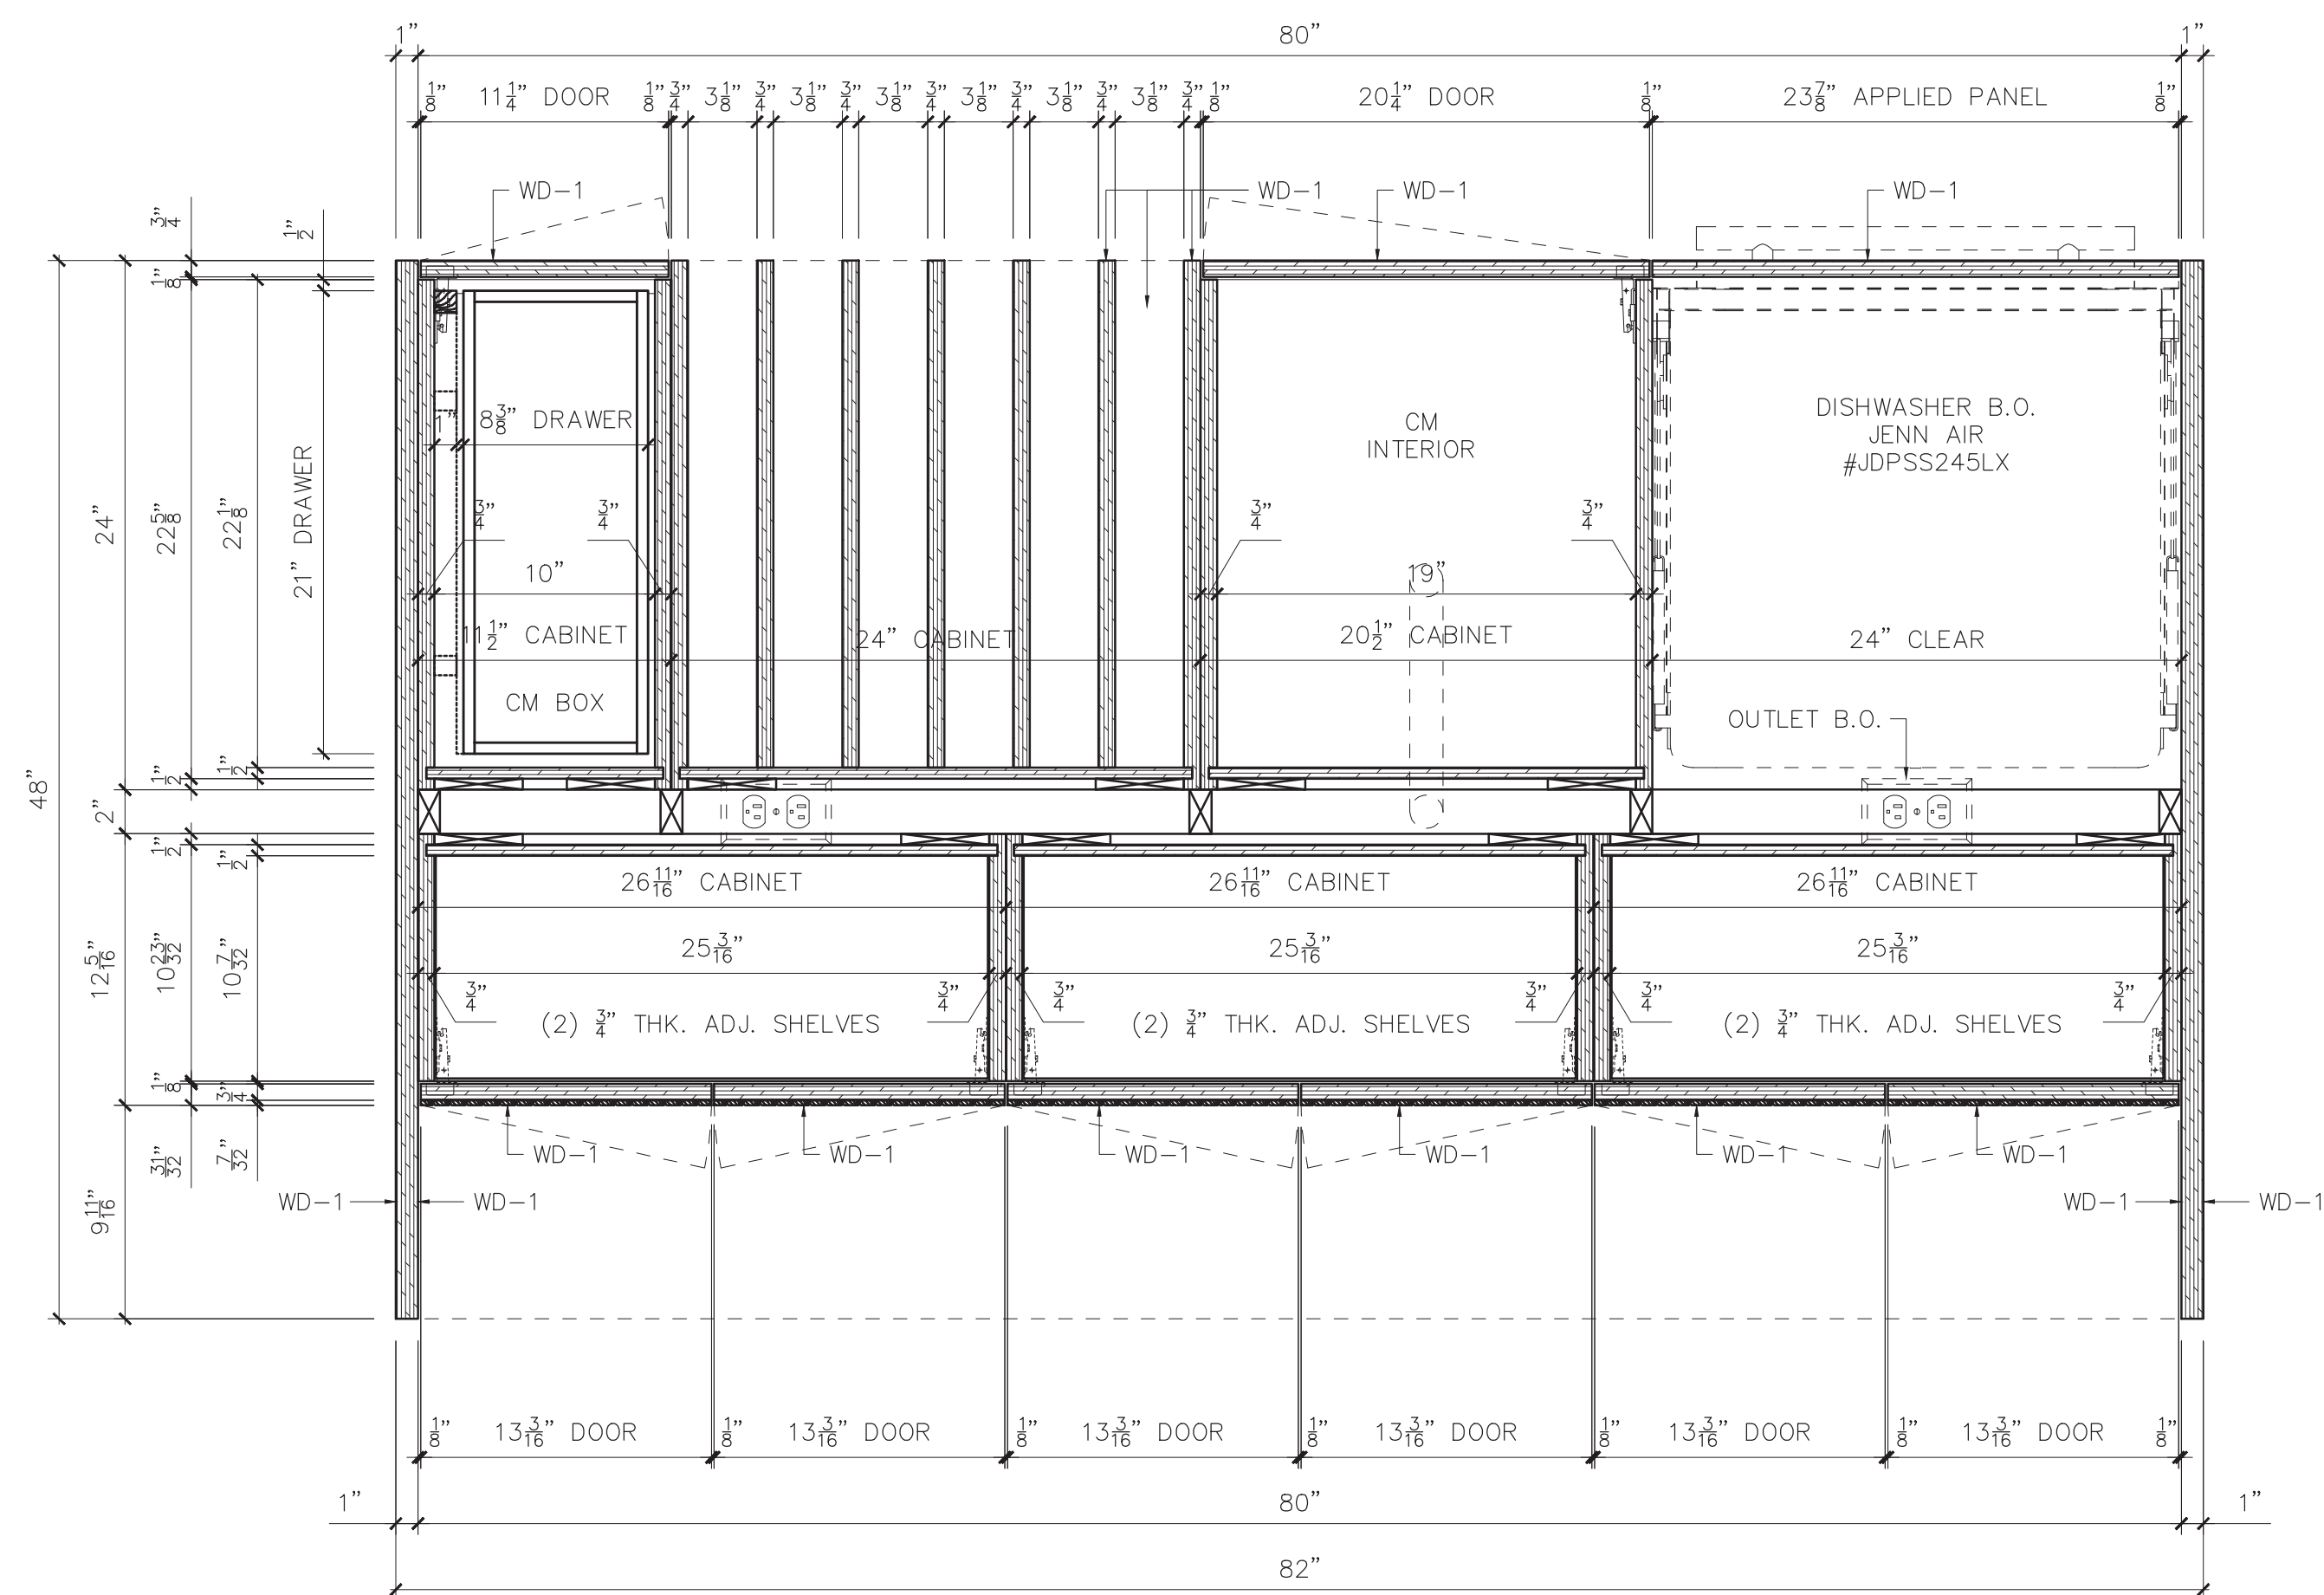 1” 80” 1”
1/8” 11 1/4” DOOR 1/8” 3/4” 3 1/8” 3/4” 3 1/8” 3/4” 3 1/8” 3/4” 3 1/8” 3/4” 3 1/8” 3/4” 3 1/8” 3/4” 1/8” 20 1/4” DOOR 1/8” 23 7/8” APPLIED PANEL 1/8”
WD-1 WD-1 WD-1 WD-1
3/4” 1/2”
1/8”
48” 24” 22 5/8” 22 1/8” 21” DRAWER
1” 8 3/8” DRAWER
CM
INTERIOR
DISHWASHER B.O.
JENN AIR
#JDPSS245LX
3/4” 3/4” 3/4” 3/4”
10” 19”
11 1/2” CABINET 24” CABINET 20 1/2” CABINET 24” CLEAR
CM BOX
OUTLET B.O.
1/2” 1/2”
2”
1/2” 1/2”
26 11/16” CABINET 26 11/16” CABINET 26 11/16” CABINET
12 5/16” 10 23/32” 10 7/32”
25 3/16” 25 3/16” 25 3/16”
3/4” 3/4” 3/4” 3/4” 3/4” 3/4”
(2) 3/4” THK. ADJ. SHELVES (2) 3/4” THK. ADJ. SHELVES (2) 3/4” THK. ADJ. SHELVES
1/8” 3/4”
31/32” 7/32”
WD-1 WD-1 WD-1 WD-1 WD-1 WD-1
9 11/16”
WD-1 WD-1 WD-1 WD-1
1/8” 13 3/16” DOOR 1/8” 13 3/16” DOOR 1/8” 13 3/16” DOOR 1/8” 13 3/16” DOOR 1/8” 13 3/16” DOOR 1/8” 13 3/16” DOOR 1/8”
1” 80” 1”
82”